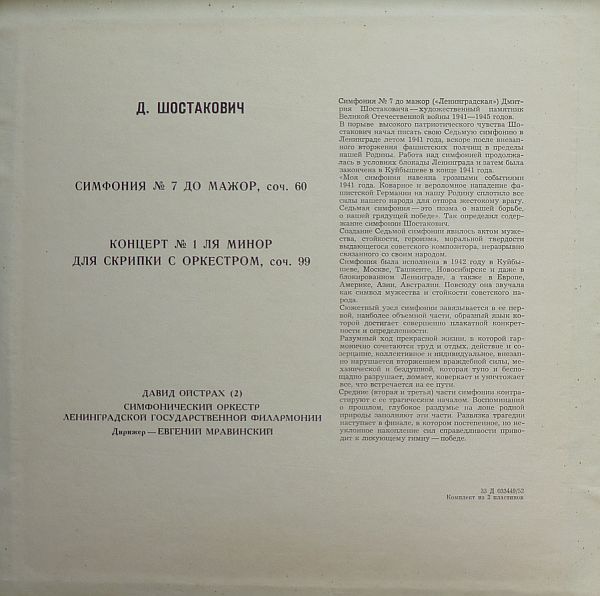 Д. ШОСТАКОВИЧ
СИМФОНИЯ № 7 ДО МАЖОР, соч. 60
КОНЦЕРТ № 1 ЛЯ МИНОР
ДЛЯ СКРИПКИ С ОРКЕСТРОМ, соч. 99
ДАВИД ОЙСТРАХ (2)
СИМФОНИЧЕСКИЙ ОРКЕСТР
ЛЕНИНГРАДСКОЙ ГОСУДАРСТВЕННОЙ ФИЛАРМОНИИ
Дирижер — ЕВГЕНИЙ МРАВИНСКИЙ
Симфония № 7 до мажор («Ленинградская») Дмит-
рия Шостаковича — художественный памятник
Великой Отечественной войны 1941—1945 годов.
В порыве высокого патриотического чувства Шо-
стакович начал писать свою Седьмую симфонию в
Ленинграде летом 1941 года, вскоре после внезап-
ного вторжения фашистских полчищ в пределы
нашей Родины. Работа над симфонией продолжа-
лась в условиях блокады Ленинграда и затем была
закончена в Куйбышеве в конце 1941 года.
«Моя симфония навеяна грозными событиями
1941 года. Коварное и вероломное нападение фа-
шистской Германии на нашу Родину сплотило все
силы нашего народа для отпора жестокому врагу.
Седьмая симфония — это поэма о нашей борьбе,
о нашей грядущей победе». Так определил содер-
жание симфонии Шостакович.
Создание Седьмой симфонии явилось актом муже-
ства, стойкости, героизма, моральной твердости
выдающегося советского композитора, неразрывно
связанного со своим народом.
Симфония была исполнена в 1942 году в Куйбы-
шеве, Москве, Ташкенте, Новосибирске и даже в
блокированном Ленинграде, а также в Европе,
Америке, Азии, Австралии. Повсюду она звучала
как символ мужества и стойкости советского на-
рода.
Сюжетный узел симфонии завязывается в ее пер-
вой, наиболее объемной части, образный язык ко-
торой достигает совершенно плакатной конкрет-
ности и определенности.
Разумный ход прекрасной жизни, в которой гар-
монично сочетаются труд и отдых, действие и со-
зерцание, коллективное и индивидуальное, внезап-
но нарушается вторжением враждебной силы, ме-
ханической и бездушной, которая тупо и беспо-
щадно разрушает, ломает, коверкает и уничтожает
все, что встречается на ее пути.
Средние (вторая и третья) части симфонии контра-
стируют с ее трагическим началом. Воспоминания
о прошлом, глубокое раздумье на лоне родной
природы заполняют эти части. Развязка трагедии
наступает в финале, в котором постепенное, но не-
уклонное накопление сил справедливости приво-
дит к ликующему гимну — победе.
33 Д 033449/52
Комплект из 2 пластинок